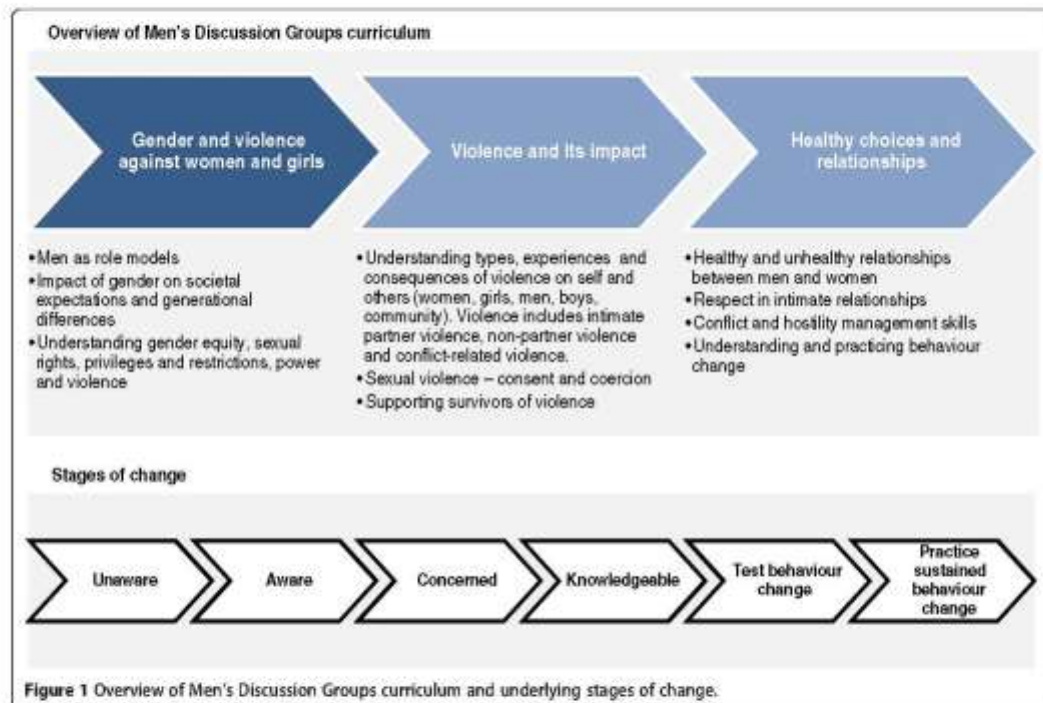 Overview of Men's Discussion Groups curriculum
Gender and violence
against women and girls
Violence and its impact
Healthy choices and
relationships
•Men as role models
•Impact of gender on societal
expectations and generational
differences
•Understanding gender equity, sexual
rights, privileges and restrictions, power
and violence
•Understanding types, experiences and
consequences of violence on self and
others (women, girls, men, boys,
community). Violence includes intimate
partner violence, non-partner violence
and conflict-related violence.
•Sexual violence – consent and coercion
•Supporting survivors of violence
•Healthy and unhealthy relationships
between men and women
•Respect in intimate relationships
•Conflict and hostility management skills
•Understanding and practicing behaviour
change
Stages of change
Unaware
Aware
Concerned
Knowledgeable
Test behaviour
change
Practice
sustained
behaviour
change
Figure 1 Overview of Men's Discussion Groups curriculum and underlying stages of change.